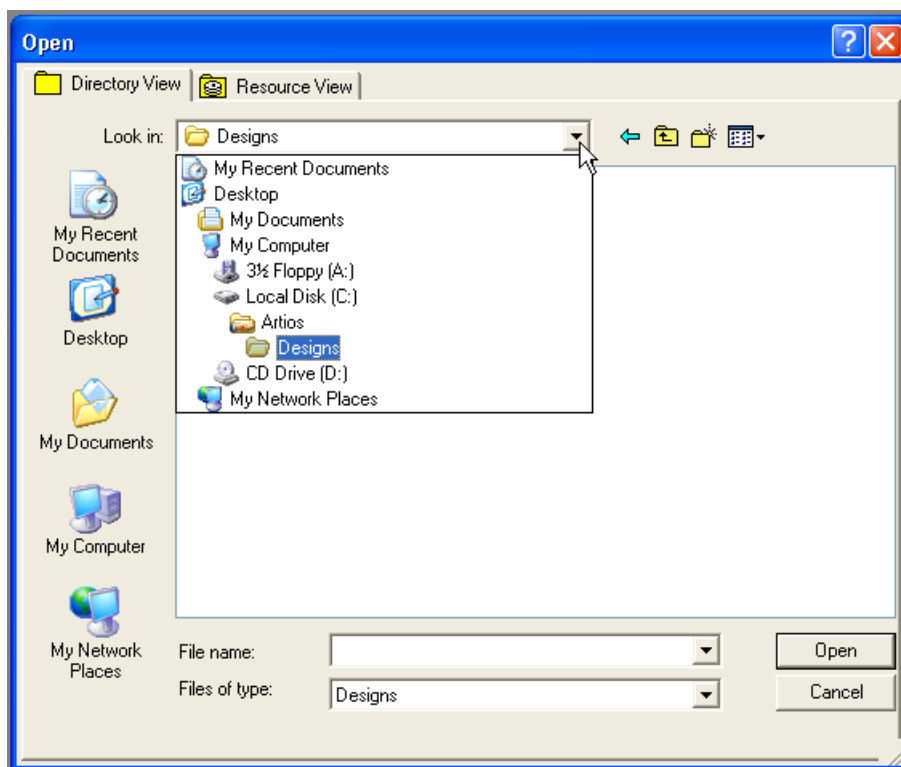 Open
Directory View Resource View
Look in: Designs
My Recent Documents
Desktop
My Documents
My Computer
3½ Floppy (A:)
Local Disk (C:)
Artios
Designs
CD Drive (D:)
My Network Places
My Recent
Documents
Desktop
My Documents
My Computer
My Network
Places
File name:
Open
Files of type: Designs
Cancel